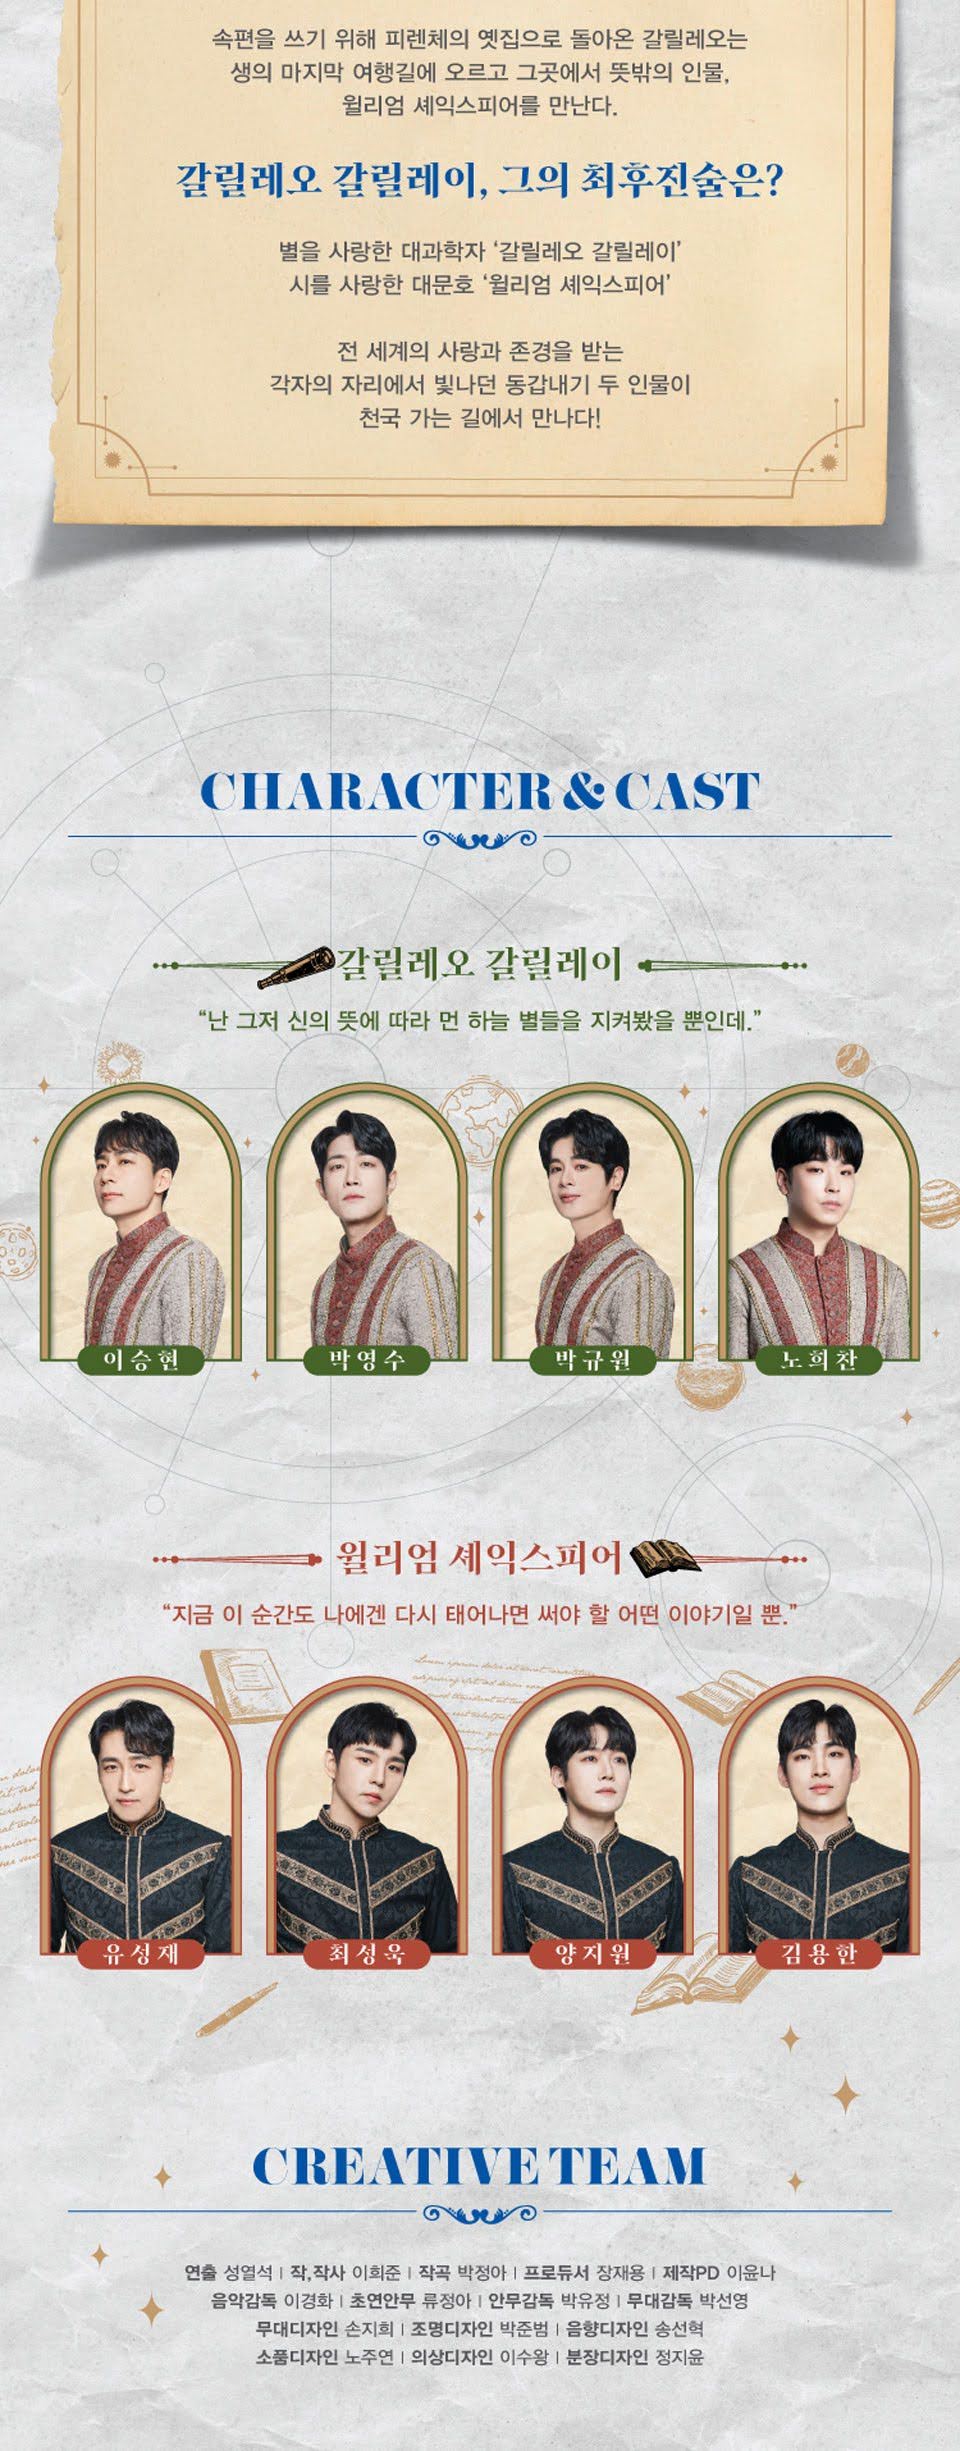 속편을 쓰기 위해 피렌체의 옛집으로 돌아온 갈릴레오는
생의 마지막 여행길에 오르고 그곳에서 뜻밖의 인물,
윌리엄 셰익스피어를 만난다.
갈릴레오 갈릴레이, 그의 최후진술은?
별을 사랑한 대과학자 ‘갈릴레오 갈릴레이’
시를 사랑한 대문호 ‘윌리엄 셰익스피어’
전 세계의 사랑과 존경을 받는
각자의 자리에서 빛나던 동갑내기 두 인물이
천국 가는 길에서 만나다!
CHARACTER & CAST
갈릴레오 갈릴레이
“난 그저 신의 뜻에 따라 먼 하늘 별들을 지켜봤을 뿐인데.”
이승현 박영수 박규원 노희찬
윌리엄 셰익스피어
“지금 이 순간도 나에겐 다시 태어나면 써야 할 어떤 이야기일 뿐.”
유성재 최성욱 양지원 김용한
CREATIVE TEAM
연출 성열석 | 작,작사 이희준 | 작곡 박정아 | 프로듀서 장재용 | 제작PD 이윤나
음악감독 이경화 | 초연안무 류정아 | 안무감독 박유정 | 무대감독 박선영
무대디자인 손지희 | 조명디자인 박준범 | 음향디자인 송선혁
소품디자인 노주연 | 의상디자인 이수왕 | 분장디자인 정지윤